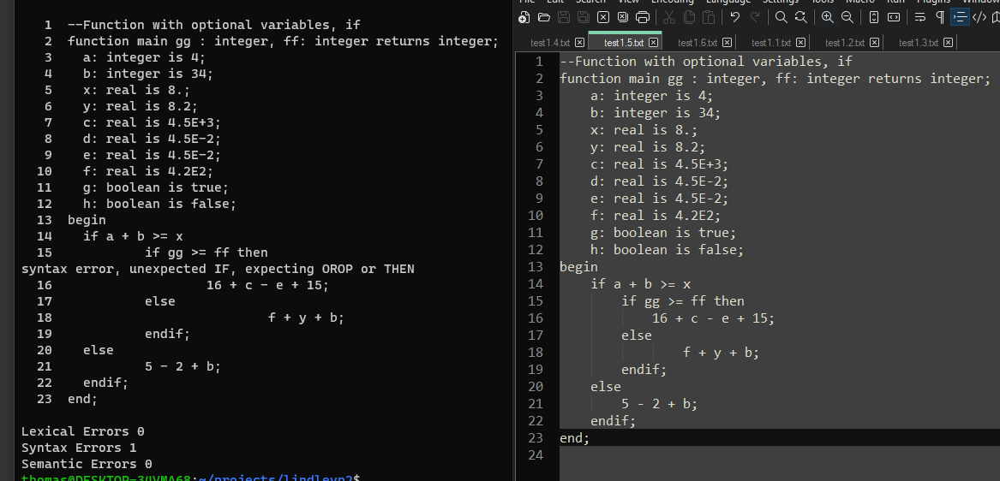 1 --Function with optional variables, if
2 function main gg : integer, ff: integer returns integer;
3 a: integer is 4;
4 b: integer is 34;
5 x: real is 8.;
6 y: real is 8.2;
7 c: real is 4.5E+3;
8 d: real is 4.5E-2;
9 e: real is 4.5E-2;
10 f: real is 4.2E2;
11 g: boolean is true;
12 h: boolean is false;
13 begin
14 if a + b >= x
15 if gg >= ff then
syntax error, unexpected IF, expecting OROP or THEN
16 16 + c - e + 15;
17 else
18 f + y + b;
19 endif;
20 else
21 5 - 2 + b;
22 endif;
23 end;
Lexical Errors 0
Syntax Errors 1
Semantic Errors 0
thomas@DESKTOP-34VMA68:~/projects/lindleyp2$
File Edit Search View Encoding Language Settings Tools Macro Run Plugins Window
test1.4.txt test1.5.txt test1.6.txt test1.1.txt test1.2.txt test1.3.txt
1 --Function with optional variables, if
2 function main gg : integer, ff: integer returns integer;
3 a: integer is 4;
4 b: integer is 34;
5 x: real is 8.;
6 y: real is 8.2;
7 c: real is 4.5E+3;
8 d: real is 4.5E-2;
9 e: real is 4.5E-2;
10 f: real is 4.2E2;
11 g: boolean is true;
12 h: boolean is false;
13 begin
14 if a + b >= x
15 if gg >= ff then
16 16 + c - e + 15;
17 else
18 f + y + b;
19 endif;
20 else
21 5 - 2 + b;
22 endif;
23 end;
24